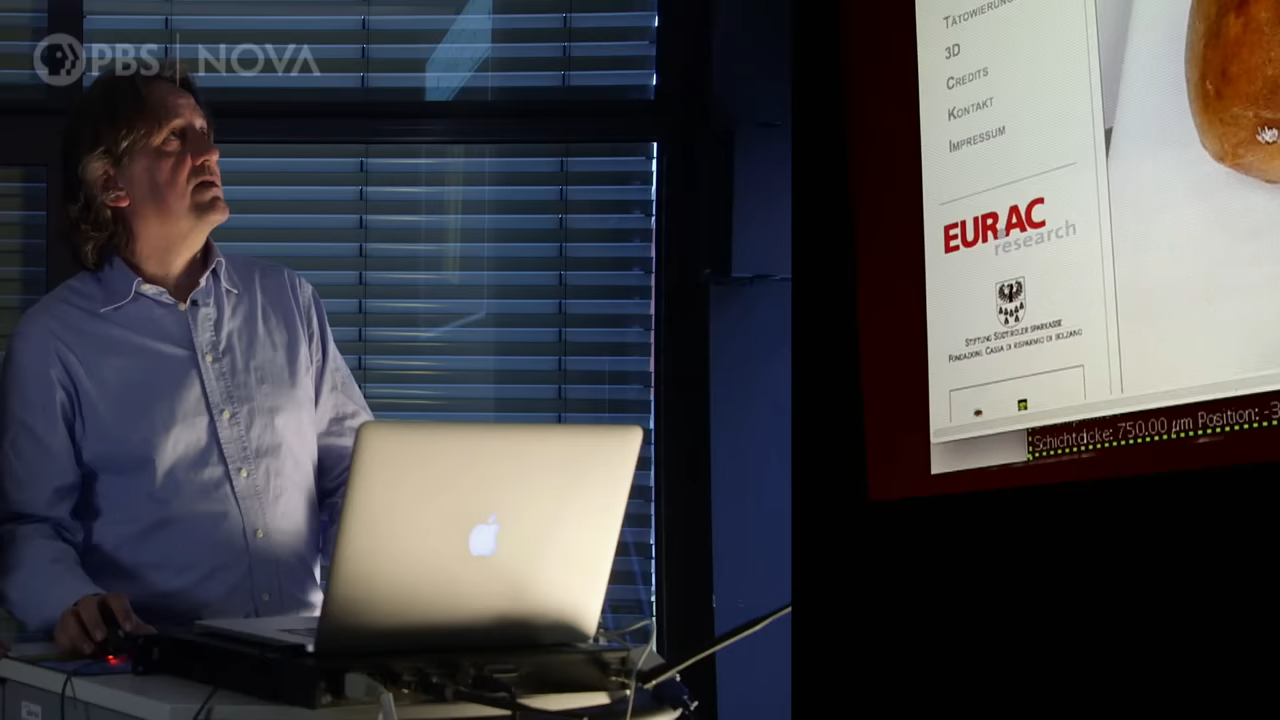 PBS NOVA
TÄTOWIERUNG
3D
CREDITS
KONTAKT
IMPRESSUM
EURAC
research
STIFTUNG SÜDTIROLER SPARKASSE
FONDAZIONE CASSA DI RISPARMIO DI BOLZANO
Schichtdicke: 750.00 µm Position: -3